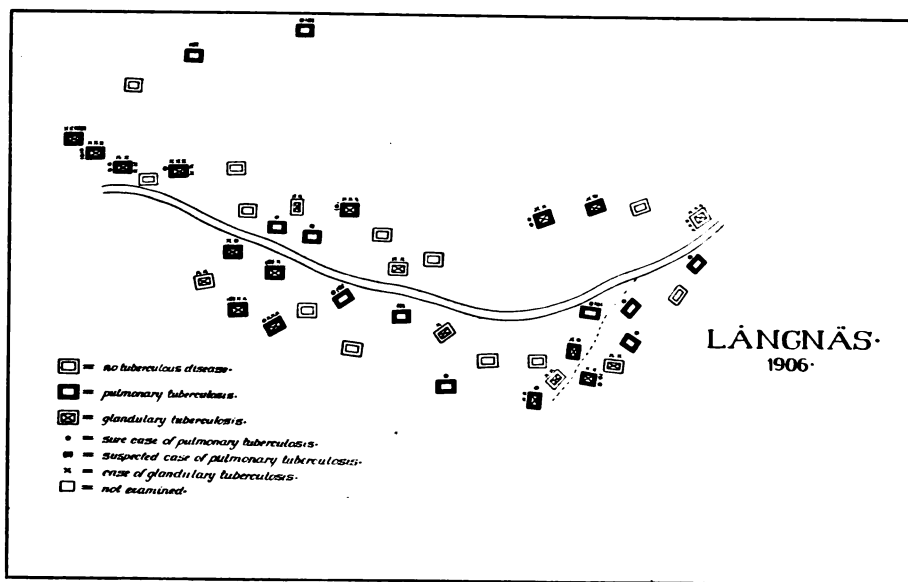 LÅNGNÄS.
1906.
= no tuberculous disease.
= pulmonary tuberculosis.
= glandulary tuberculosis.
= sure case of pulmonary tuberculosis.
= suspected case of pulmonary tuberculosis.
× = case of glandulary tuberculosis.
= not examined.